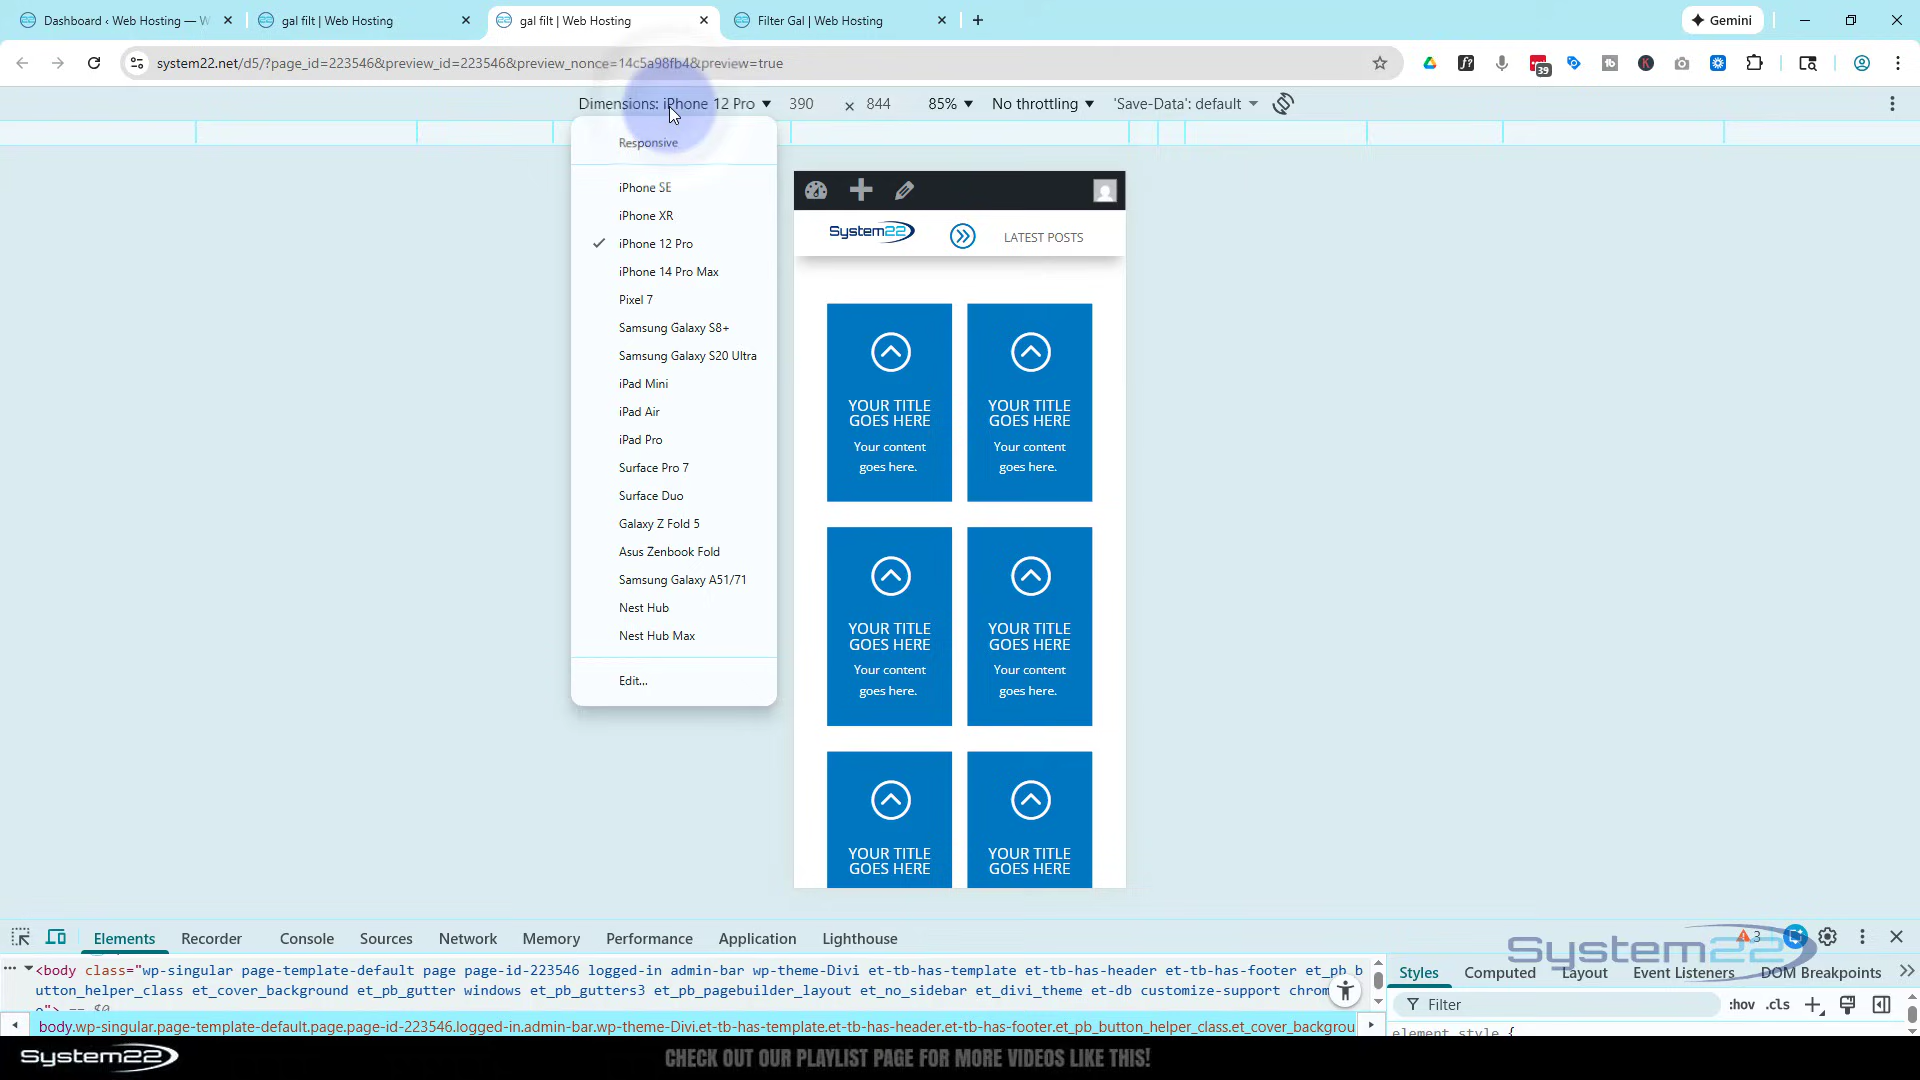 Dashboard ‹ Web Hosting — W
gal filt | Web Hosting
gal filt | Web Hosting
Filter Gal | Web Hosting
Gemini
system22.net/d5/?page_id=223546&preview_id=223546&preview_nonce=14c5a98fb4&preview=true
39
Dimensions: iPhone 12 Pro 390 × 844 85% No throttling 'Save-Data': default
Responsive
iPhone SE
iPhone XR
iPhone 12 Pro
iPhone 14 Pro Max
Pixel 7
Samsung Galaxy S8+
Samsung Galaxy S20 Ultra
iPad Mini
iPad Air
iPad Pro
Surface Pro 7
Surface Duo
Galaxy Z Fold 5
Asus Zenbook Fold
Samsung Galaxy A51/71
Nest Hub
Nest Hub Max
Edit...
System22
LATEST POSTS
YOUR TITLE
GOES HERE
Your content
goes here.
YOUR TITLE
GOES HERE
Your content
goes here.
YOUR TITLE
GOES HERE
Your content
goes here.
YOUR TITLE
GOES HERE
Your content
goes here.
YOUR TITLE
GOES HERE
YOUR TITLE
GOES HERE
Elements Recorder Console Sources Network Memory Performance Application Lighthouse
3
System22
<body class="wp-singular page-template-default page page-id-223546 logged-in admin-bar wp-theme-Divi et-tb-has-template et-tb-has-header et-tb-has-footer et_pb_b
utton_helper_class et_cover_background et_pb_gutter windows et_pb_gutters3 et_pb_pagebuilder_layout et_no_sidebar et_divi_theme et-db customize-support chrom
e"> == $0
body.wp-singular.page-template-default.page.page-id-223546.logged-in.admin-bar.wp-theme-Divi.et-tb-has-template.et-tb-has-header.et-tb-has-footer.et_pb_button_helper_class.et_cover_backgrou
Styles Computed Layout Event Listeners DOM Breakpoints
Filter
:hov .cls
element.style {
System22
CHECK OUT OUR PLAYLIST PAGE FOR MORE VIDEOS LIKE THIS!